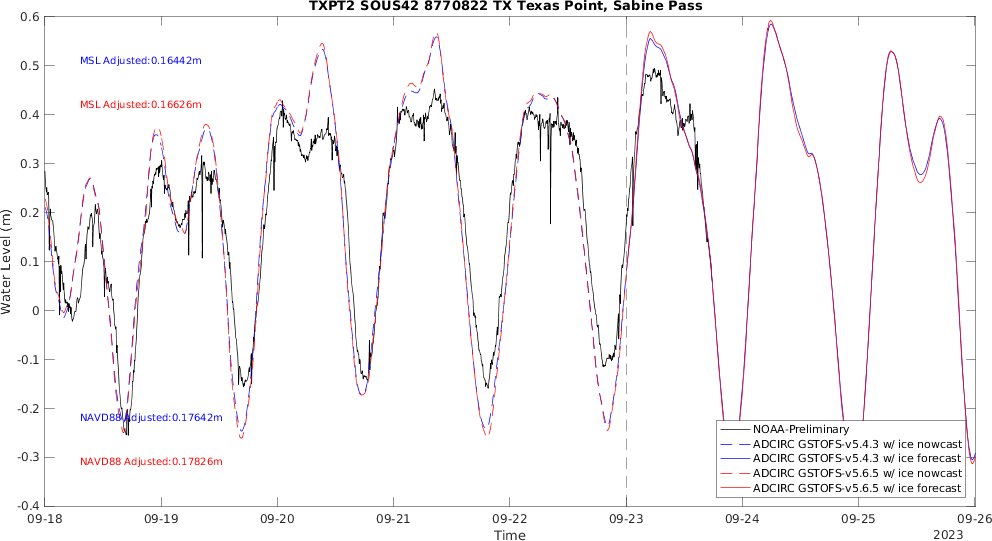 TXPT2 SOUS42 8770822 TX Texas Point, Sabine Pass
0.6
0.5
0.4
0.3
0.2
0.1
0
-0.1
-0.2
-0.3
-0.4
Water Level (m)
MSL Adjusted:0.16442m
MSL Adjusted:0.16626m
NAVD88 Adjusted:0.17642m
NAVD88 Adjusted:0.17826m
NOAA-Preliminary
ADCIRC GSTOFS-v5.4.3 w/ ice nowcast
ADCIRC GSTOFS-v5.4.3 w/ ice forecast
ADCIRC GSTOFS-v5.6.5 w/ ice nowcast
ADCIRC GSTOFS-v5.6.5 w/ ice forecast
09-18 09-19 09-20 09-21 09-22 09-23 09-24 09-25 09-26
Time
2023